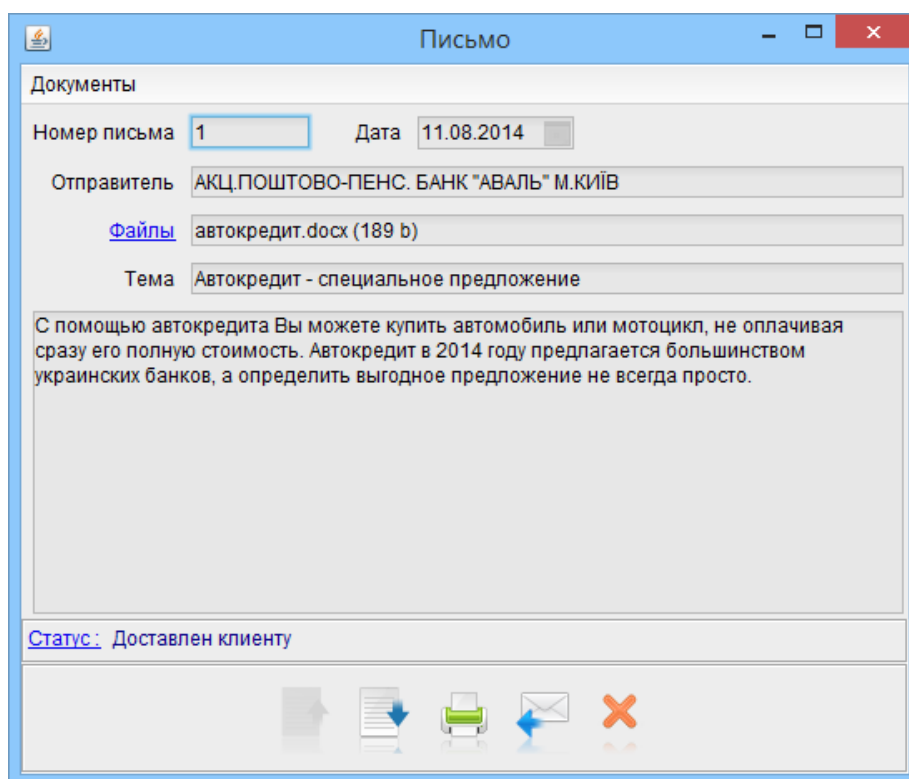 Письмо
Документы
Номер письма 1 Дата 11.08.2014
Отправитель АКЦ.ПОШТОВО-ПЕНС. БАНК "АВАЛЬ" М.КИЇВ
Файлы автокредит.docx (189 b)
Тема Автокредит - специальное предложение
С помощью автокредита Вы можете купить автомобиль или мотоцикл, не оплачивая
сразу его полную стоимость. Автокредит в 2014 году предлагается большинством
украинских банков, а определить выгодное предложение не всегда просто.
Статус : Доставлен клиенту